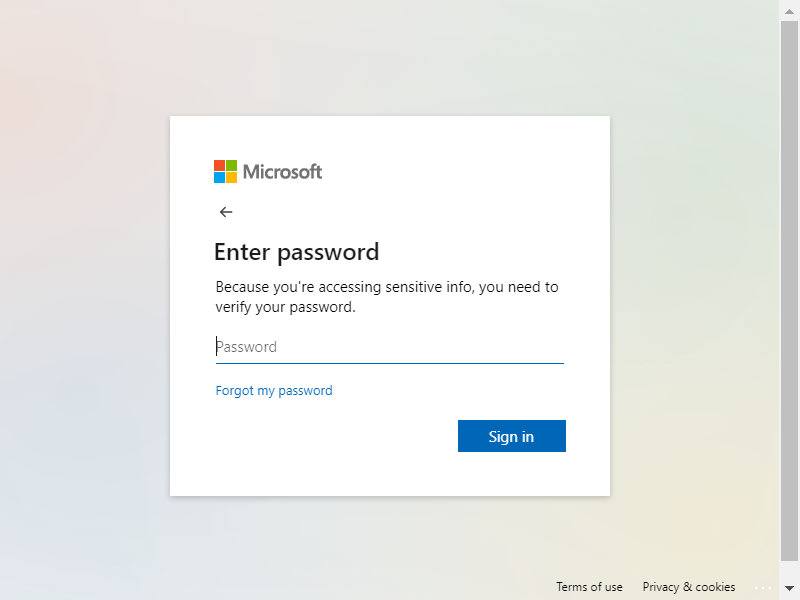 Microsoft
Enter password
Because you're accessing sensitive info, you need to
verify your password.
Password
Forgot my password
Sign in
Terms of use Privacy & cookies ...